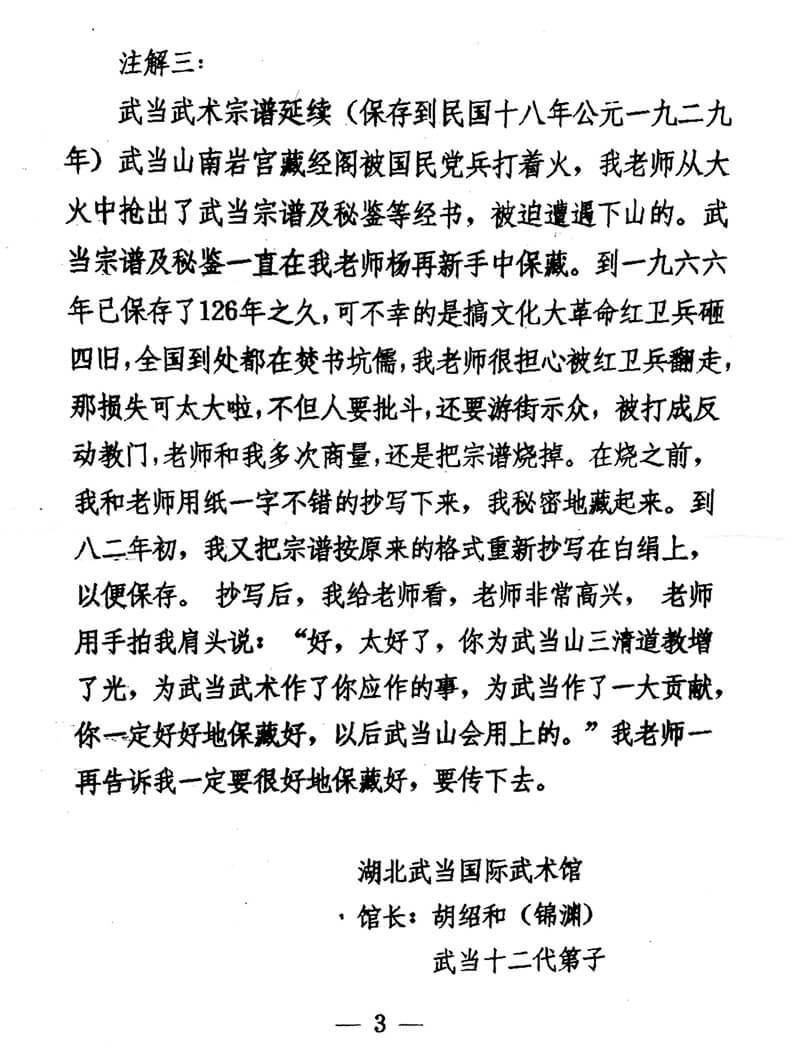 注解三：
武当武术宗谱延续（保存到民国十八年公元一九二九
年）武当山南岩宫藏经阁被国民党兵打着火，我老师从大
火中抢出了武当宗谱及秘鉴等经书，被迫遭遇下山的。武
当宗谱及秘鉴一直在我老师杨再新手中保藏。到一九六六
年已保存了126年之久，可不幸的是搞文化大革命红卫兵砸
四旧，全国到处都在焚书坑儒，我老师很担心被红卫兵翻走，
那损失可太大啦，不但人要批斗，还要游街示众，被打成反
动教门，老师和我多次商量，还是把宗谱烧掉。在烧之前，
我和老师用纸一字不错的抄写下来，我秘密地藏起来。到
八二年初，我又把宗谱按原来的格式重新抄写在白绢上，
以便保存。 抄写后，我给老师看，老师非常高兴， 老师
用手拍我肩头说：“好，太好了，你为武当山三清道教增
了光，为武当武术作了你应作的事，为武当作了一大贡献，
你一定好好地保藏好，以后武当山会用上的。”我老师一
再告诉我一定要很好地保藏好，要传下去。
湖北武当国际武术馆
馆长：胡绍和（锦渊）
武当十二代第子
— 3 —